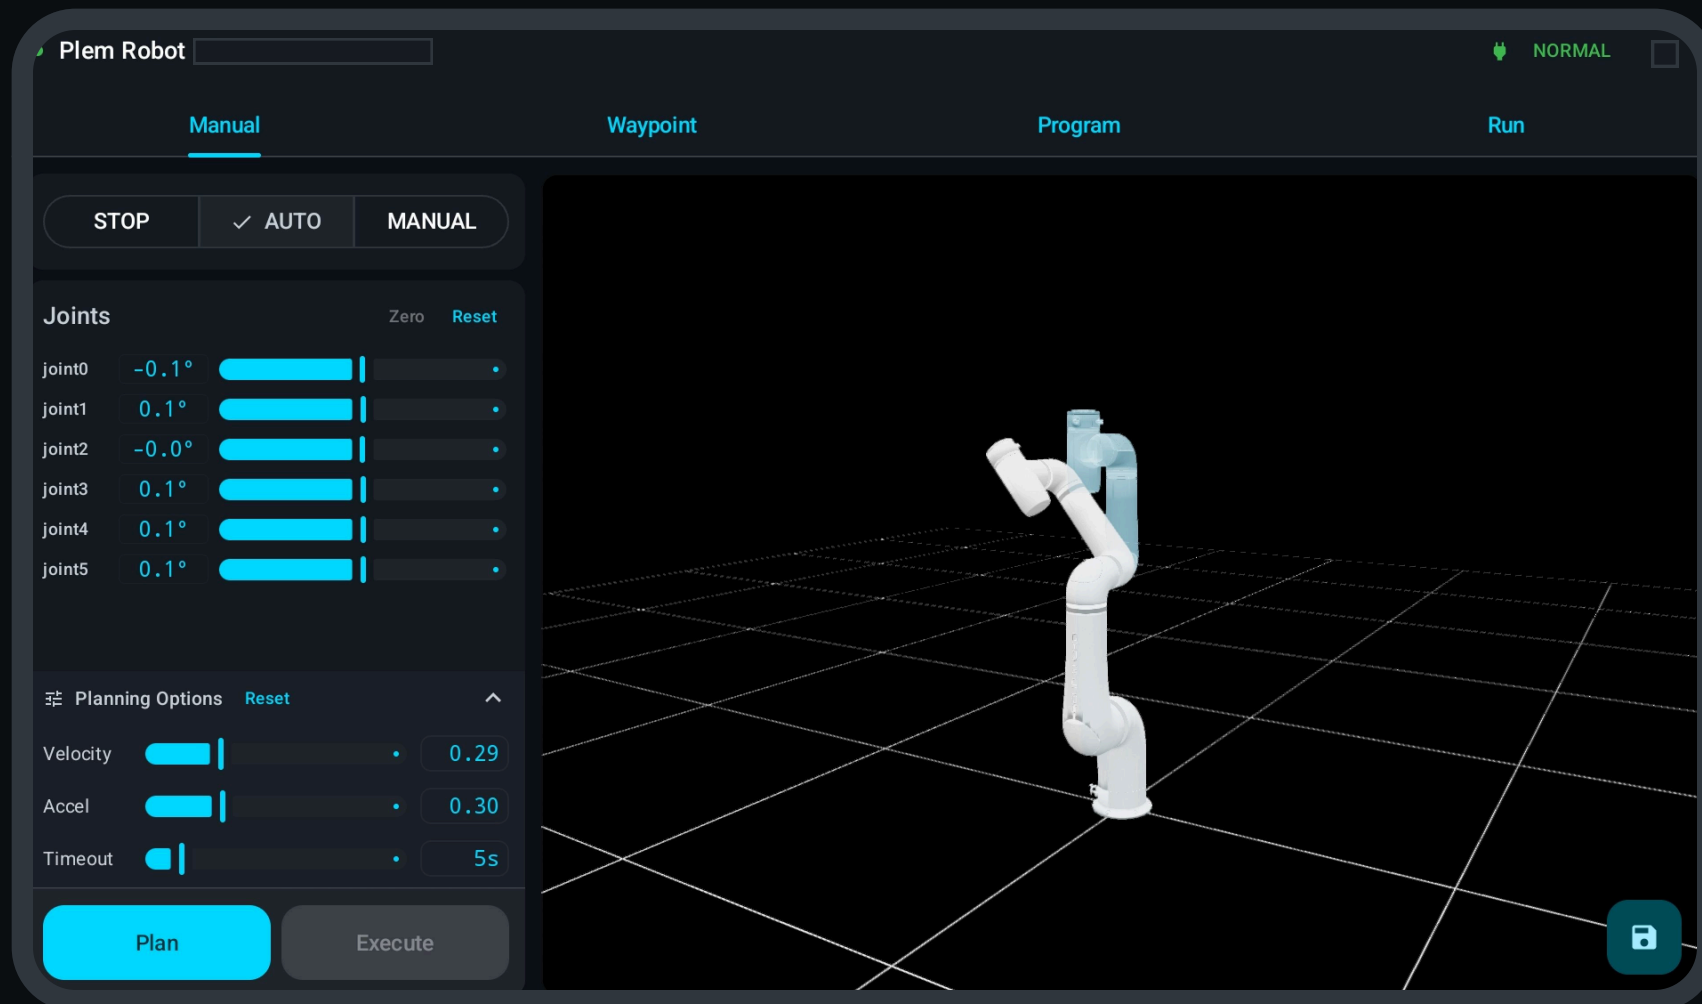 Plem Robot
NORMAL
Manual Waypoint Program Run
STOP AUTO MANUAL
Joints Zero Reset
joint0 -0.1°
joint1 0.1°
joint2 -0.0°
joint3 0.1°
joint4 0.1°
joint5 0.1°
Planning Options Reset
Velocity 0.29
Accel 0.30
Timeout 5s
Plan Execute